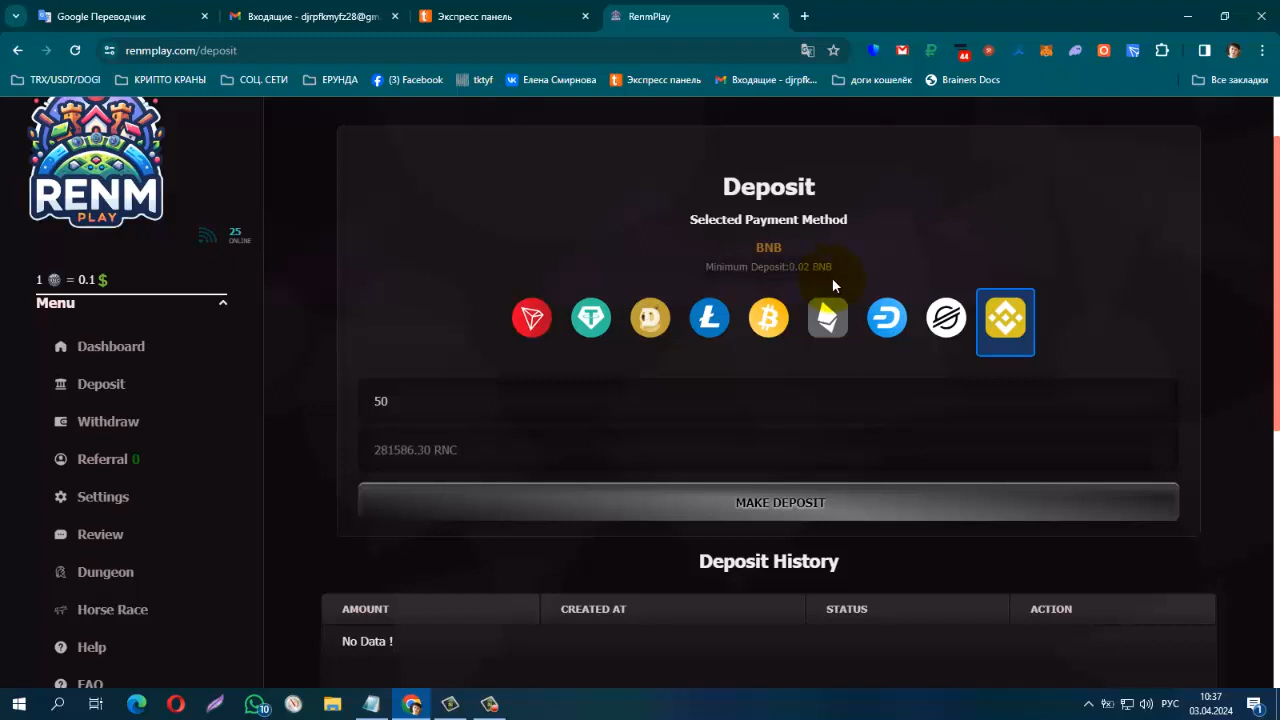 Google Переводчик
Входящие - djrpfkmyfz28@gm
Экспресс панель
RenmPlay
renmplay.com/deposit
44
TRX/USDT/DOGI
КРИПТО КРАНЫ
СОЦ. СЕТИ
ЕРУНДА
(3) Facebook
tktyf
Елена Смирнова
Экспресс панель
Входящие - djrpfk...
доги кошелёк
Brainers Docs
Все закладки
RENM
PLAY
25
ONLINE
1 = 0.1 $
Menu
Dashboard
Deposit
Withdraw
Referral 0
Settings
Review
Dungeon
Horse Race
Help
FAQ
Deposit
Selected Payment Method
BNB
Minimum Deposit:0.02 BNB
50
281586.30 RNC
MAKE DEPOSIT
Deposit History
AMOUNT CREATED AT STATUS ACTION
No Data !
10
РУС
10:37
03.04.2024
1